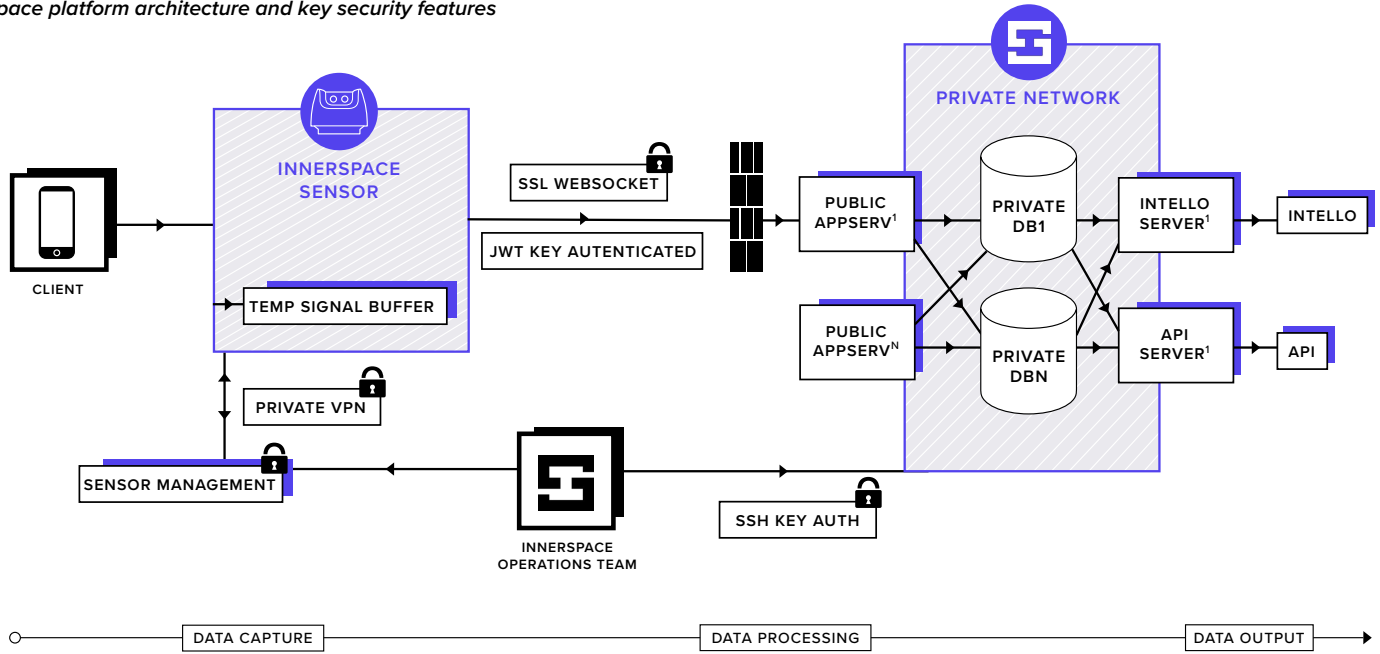 pace platform architecture and key security features
PRIVATE NETWORK
INNERSPACE
SENSOR
CLIENT
TEMP SIGNAL BUFFER
SSL WEBSOCKET
JWT KEY AUTENTICATED
PUBLIC
APPSERV¹
PUBLIC
APPSERVᴺ
PRIVATE
DB1
PRIVATE
DBN
INTELLO
SERVER¹
API
SERVER¹
INTELLO
API
PRIVATE VPN
SENSOR MANAGEMENT
INNERSPACE
OPERATIONS TEAM
SSH KEY AUTH
DATA CAPTURE
DATA PROCESSING
DATA OUTPUT